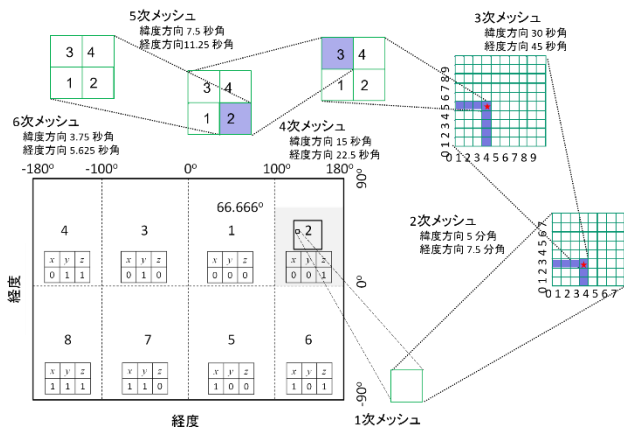 5次メッシュ
緯度方向 7.5 秒角
経度方向11.25 秒角
3次メッシュ
緯度方向 30 秒角
経度方向 45 秒角
3 4
1 2
3 4
1 2
3 4
1 2
0 1 2 3 4 5 6 7 8 9
0 1 2 3 4 5 6 7 8 9
6次メッシュ
緯度方向 3.75 秒角
経度方向 5.625 秒角
4次メッシュ
緯度方向 15 秒角
経度方向 22.5 秒角
-180° -100° 0° 100° 180°
90°
66.666°
4 3 1 2
x y z
0 1 1
x y z
0 1 0
x y z
0 0 0
x y z
0 0 1
2次メッシュ
緯度方向 5 分角
経度方向 7.5 分角
0 1 2 3 4 5 6 7
0 1 2 3 4 5 6 7
経度
0°
8 7 5 6
x y z
1 1 1
x y z
1 1 0
x y z
1 0 0
x y z
1 0 1
-90°
経度
1次メッシュ